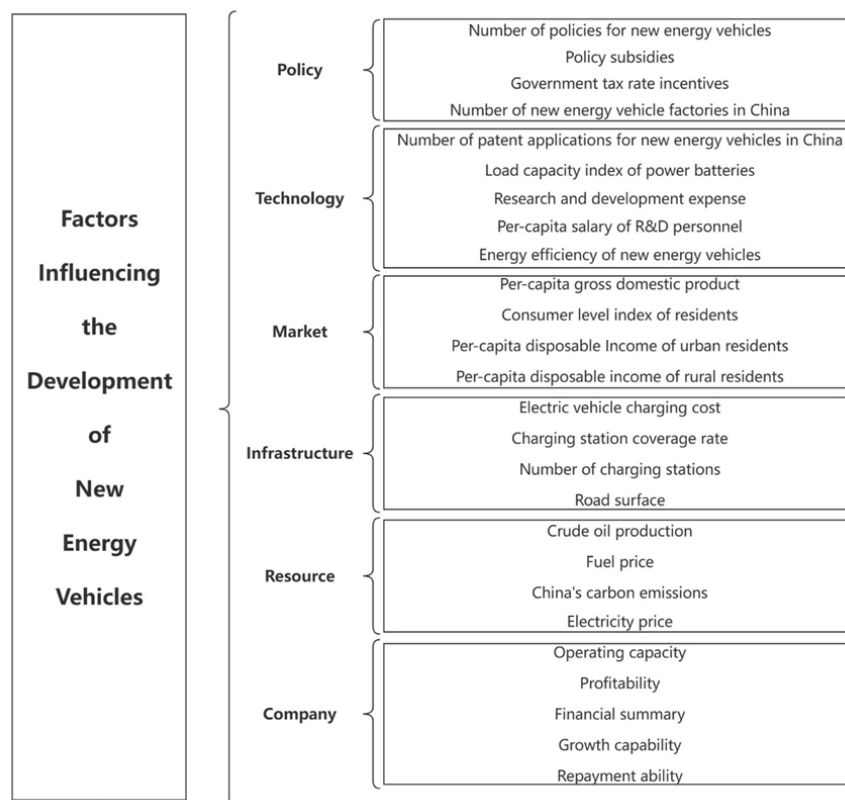 Factors
Influencing
the
Development
of
New
Energy
Vehicles
Policy
Number of policies for new energy vehicles
Policy subsidies
Government tax rate incentives
Number of new energy vehicle factories in China
Technology
Number of patent applications for new energy vehicles in China
Load capacity index of power batteries
Research and development expense
Per-capita salary of R&D personnel
Energy efficiency of new energy vehicles
Market
Per-capita gross domestic product
Consumer level index of residents
Per-capita disposable Income of urban residents
Per-capita disposable income of rural residents
Infrastructure
Electric vehicle charging cost
Charging station coverage rate
Number of charging stations
Road surface
Resource
Crude oil production
Fuel price
China's carbon emissions
Electricity price
Company
Operating capacity
Profitability
Financial summary
Growth capability
Repayment ability